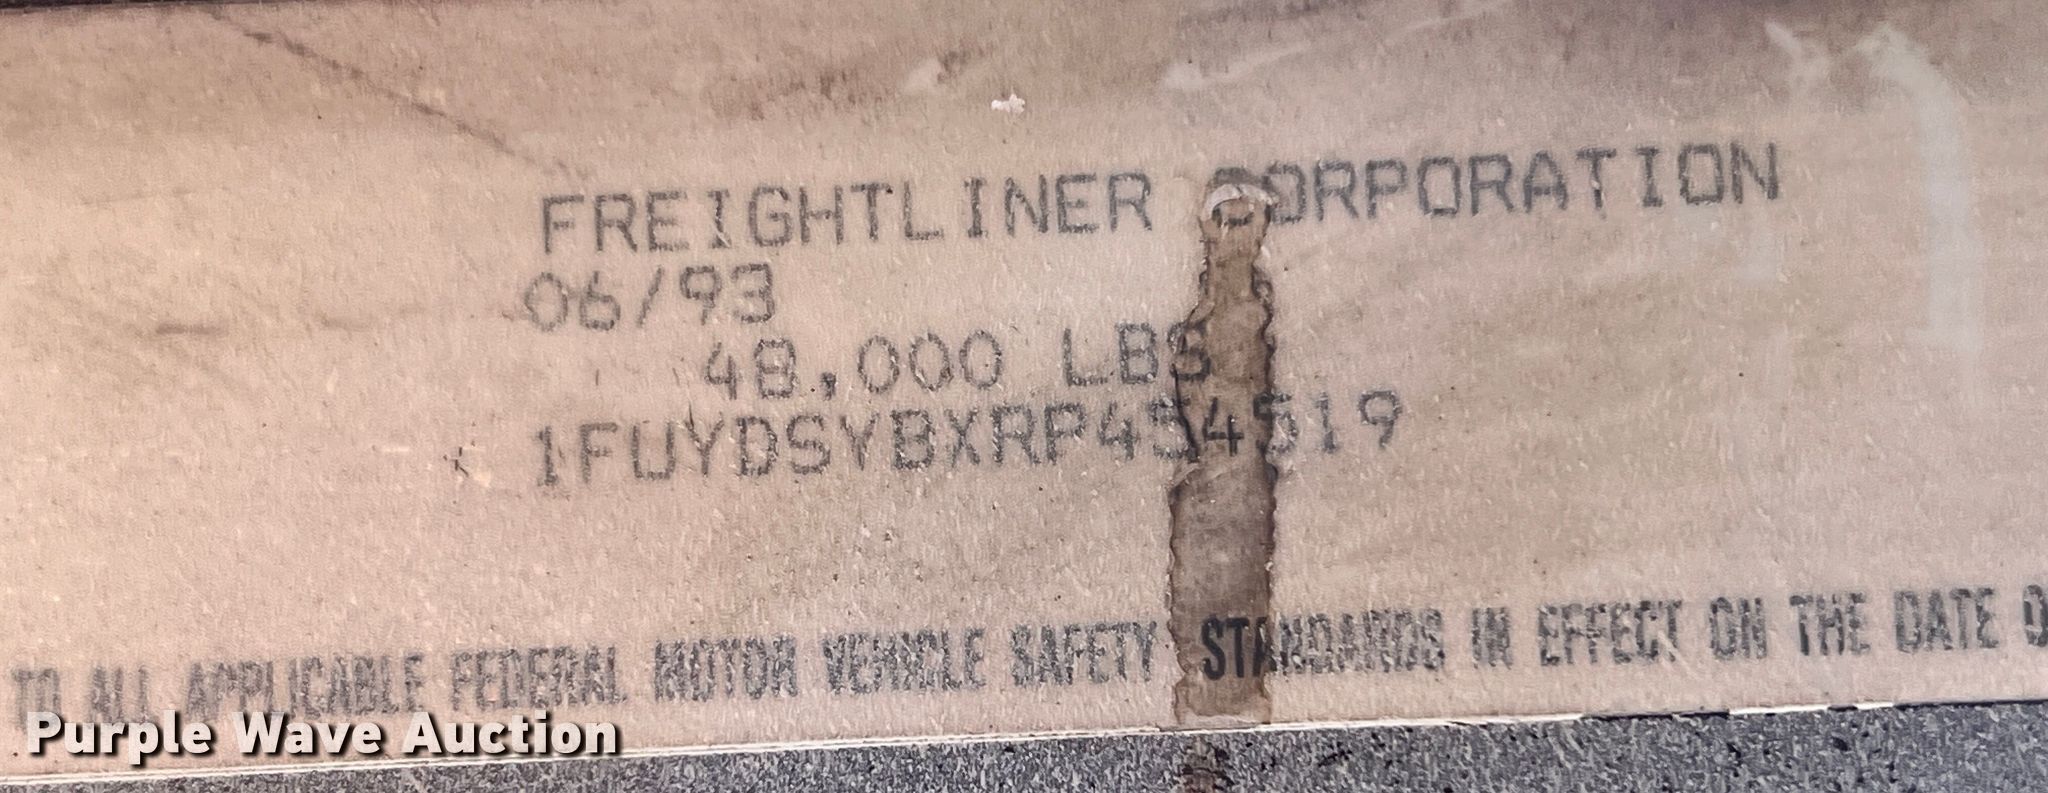 FREIGHTLINER CORPORATION
06/93
48,000 LBS
1FUYDSYBXRP454519
TO ALL APPLICABLE FEDERAL MOTOR VEHICLE SAFETY STANDARDS IN EFFECT ON THE DATE O
Purple Wave Auction